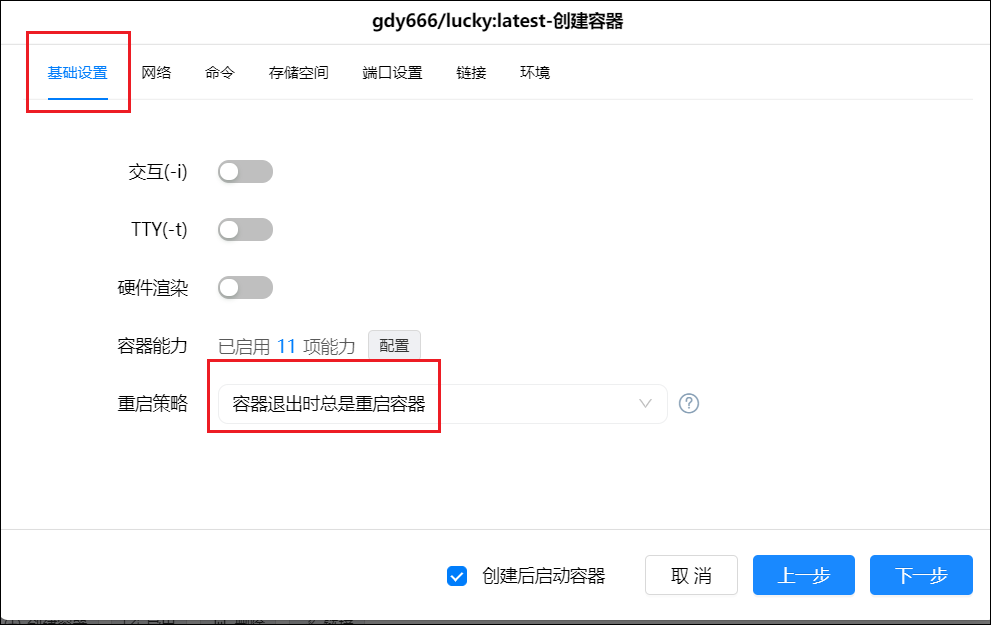 gdy666/lucky:latest-创建容器
基础设置 网络 命令 存储空间 端口设置 链接 环境
交互(-i)
TTY(-t)
硬件渲染
容器能力 已启用 11 项能力 配置
重启策略 容器退出时总是重启容器 ?
创建后启动容器 取消 上一步 下一步